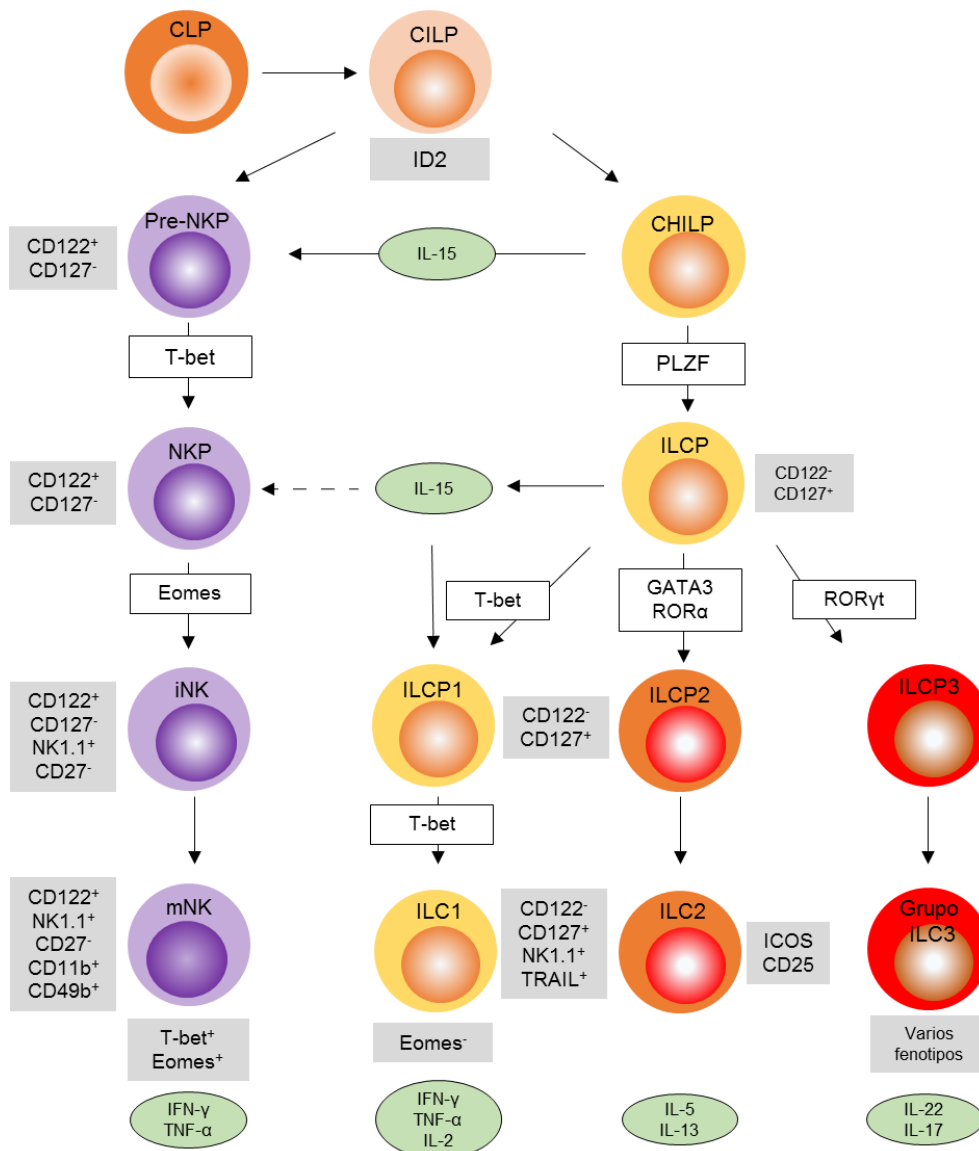 CLP
CILP
ID2
Pre-NKP
CD122⁺
CD127⁻
IL-15
CHILP
T-bet
PLZF
NKP
CD122⁺
CD127⁻
IL-15
ILCP
CD122⁻
CD127⁺
Eomes
T-bet
GATA3
RORα
RORγt
CD122⁺
CD127⁻
NK1.1⁺
CD27⁻
iNK
ILCP1
CD122⁻
CD127⁺
ILCP2
ILCP3
T-bet
CD122⁺
NK1.1⁺
CD27⁻
CD11b⁺
CD49b⁺
mNK
ILC1
CD122⁻
CD127⁺
NK1.1⁺
TRAIL⁺
ILC2
ICOS
CD25
Grupo
ILC3
T-bet⁺
Eomes⁺
Eomes⁻
Varios
fenotipos
IFN-γ
TNF-α
IFN-γ
TNF-α
IL-2
IL-5
IL-13
IL-22
IL-17